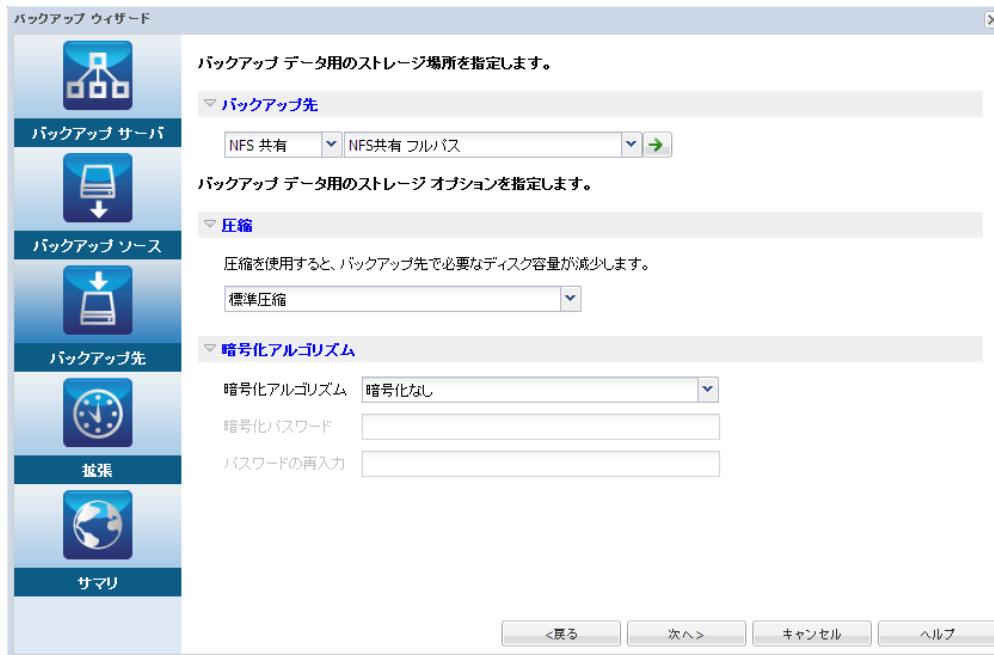 バックアップ ウィザード
バックアップ サーバ
バックアップ ソース
バックアップ先
拡張
サマリ
バックアップ データ用のストレージ場所を指定します。
バックアップ先
NFS 共有 NFS共有 フルパス
バックアップ データ用のストレージ オプションを指定します。
圧縮
圧縮を使用すると、バックアップ先で必要なディスク容量が減少します。
標準圧縮
暗号化アルゴリズム
暗号化アルゴリズム 暗号化なし
暗号化パスワード
パスワードの再入力
<戻る 次へ> キャンセル ヘルプ